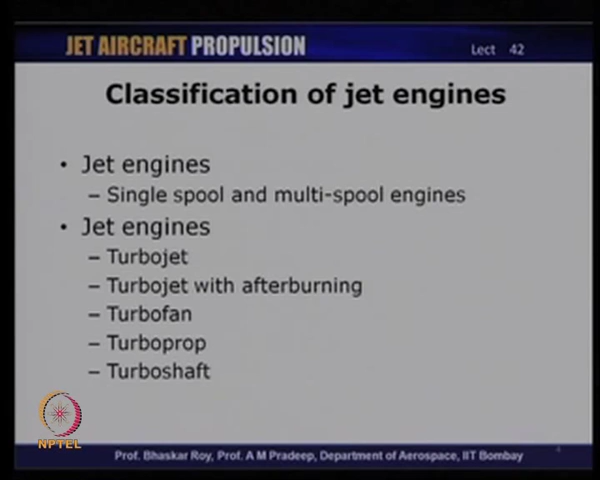 JET AIRCRAFT PROPULSION Lect 42
Classification of jet engines
• Jet engines
– Single spool and multi-spool engines
• Jet engines
– Turbojet
– Turbojet with afterburning
– Turbofan
– Turboprop
– Turboshaft
NPTEL
Prof. Bhaskar Roy, Prof. A M Pradeep, Department of Aerospace, IIT Bombay